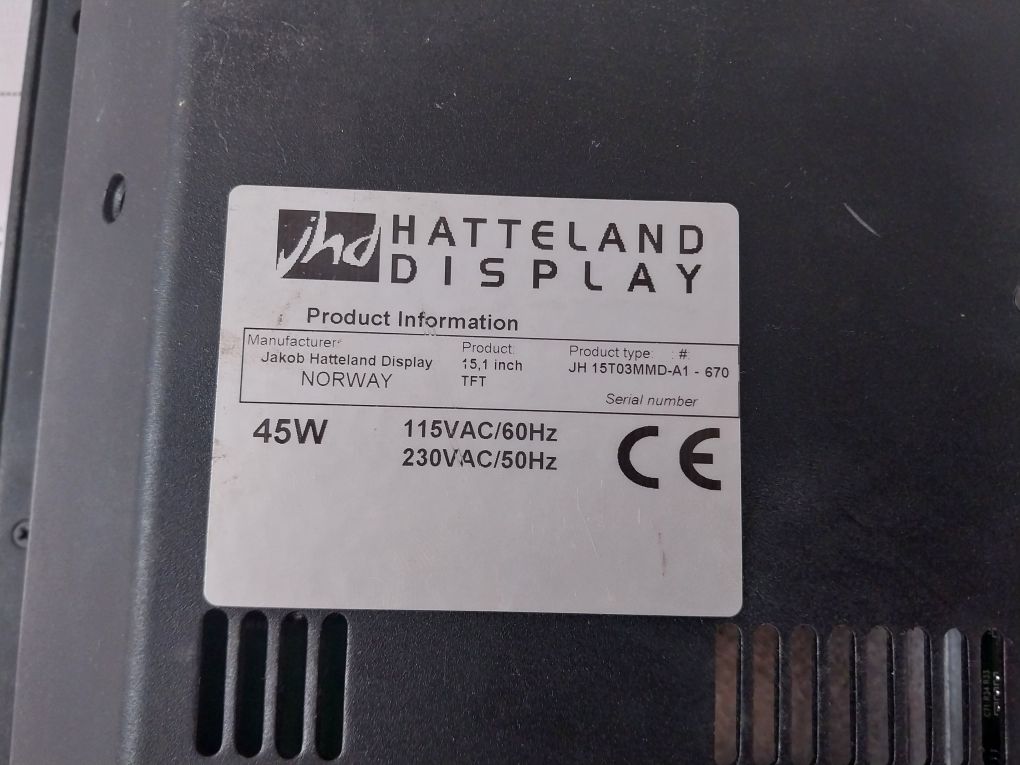 jhd HATTELAND
DISPLAY
Product Information
Manufacturer:
Jakob Hatteland Display
NORWAY
Product:
15,1 inch
TFT
Product type: #:
JH 15T03MMD-A1 - 670
Serial number
45W
115VAC/60Hz
230VAC/50Hz
CE